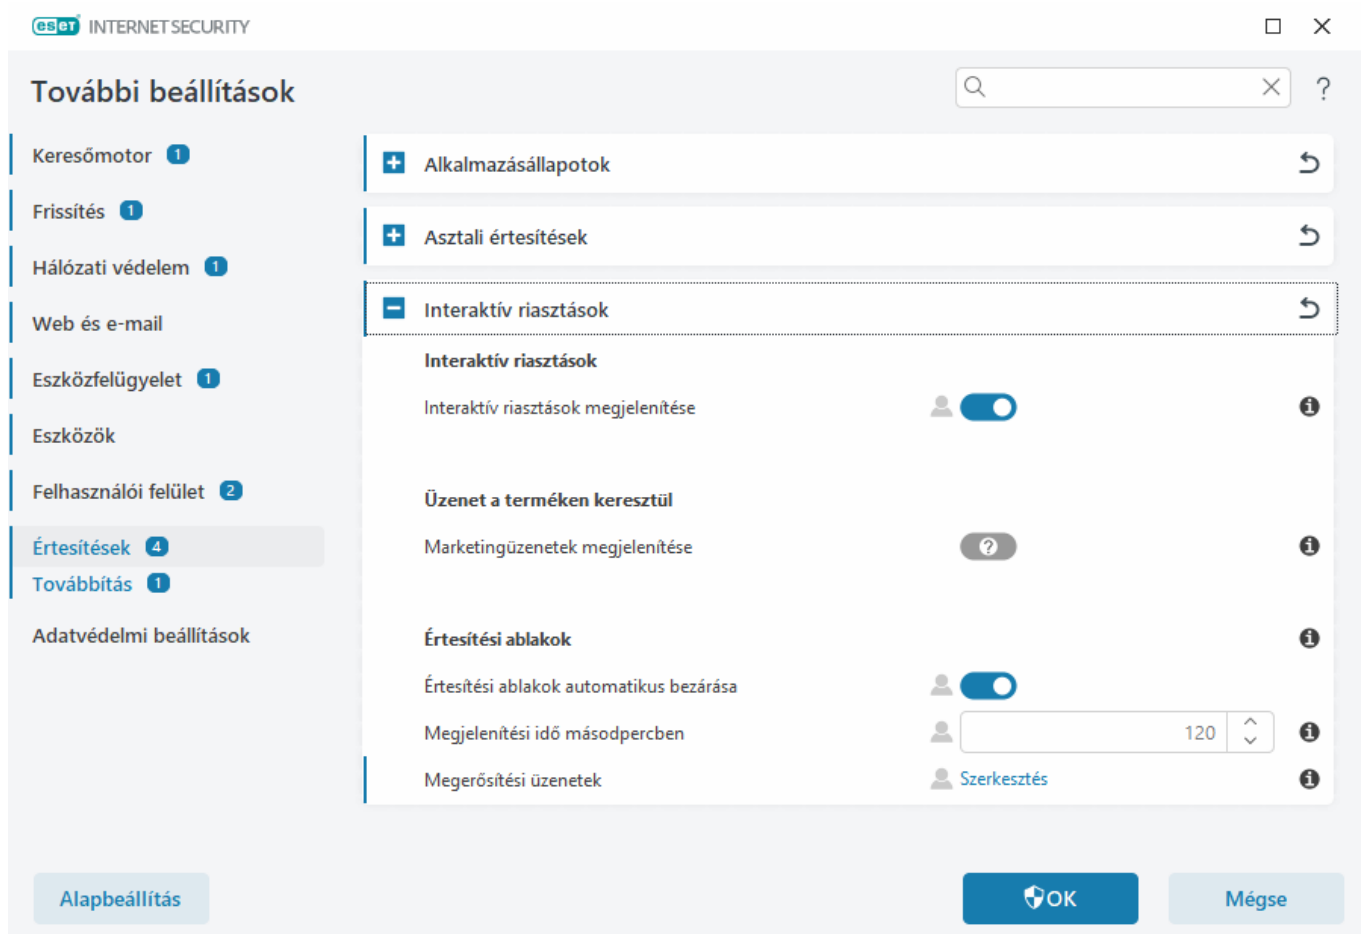 eset INTERNET SECURITY
További beállítások
?
Keresőmotor 1
Frissítés 1
Hálózati védelem 1
Web és e-mail
Eszközfelügyelet 1
Eszközök
Felhasználói felület 2
Értesítések 4
Továbbítás 1
Adatvédelmi beállítások
Alkalmazásállapotok
Asztali értesítések
Interaktív riasztások
Interaktív riasztások
Interaktív riasztások megjelenítése
Üzenet a terméken keresztül
Marketingüzenetek megjelenítése
Értesítési ablakok
Értesítési ablakok automatikus bezárása
Megjelenítési idő másodpercben 120
Megerősítési üzenetek Szerkesztés
Alapbeállítás
OK
Mégse